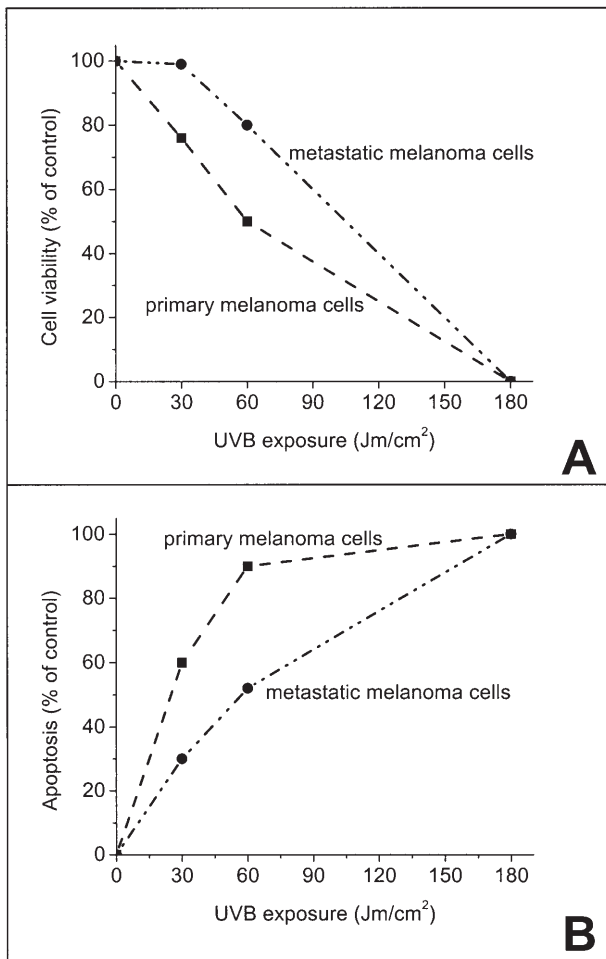 100
80
60
40
20
0
Cell viability (% of control)
metastatic melanoma cells
primary melanoma cells
0 30 60 90 120 150 180
UVB exposure (Jm/cm²)
A
100
80
60
40
20
0
Apoptosis (% of control)
primary melanoma cells
metastatic melanoma cells
0 30 60 90 120 150 180
UVB exposure (Jm/cm²)
B